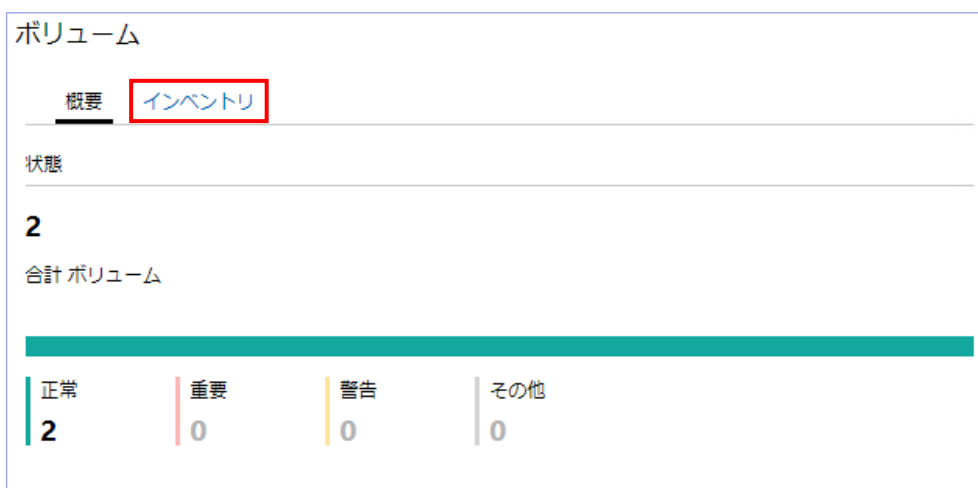 ボリューム
概要 インベントリ
状態
2
合計 ボリューム
正常 重要 警告 その他
2 0 0 0